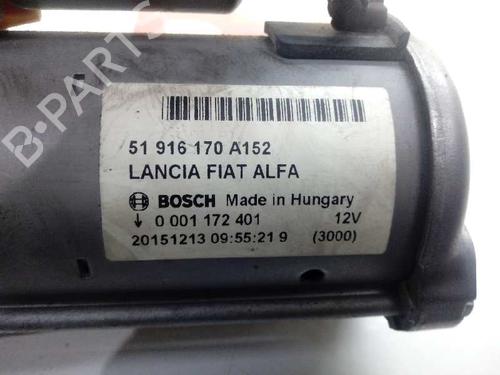 B-PARTS
51 916 170 A152
LANCIA FIAT ALFA
BOSCH Made in Hungary
↓ 0 001 172 401 12V
20151213 09:55:21 9 (3000)